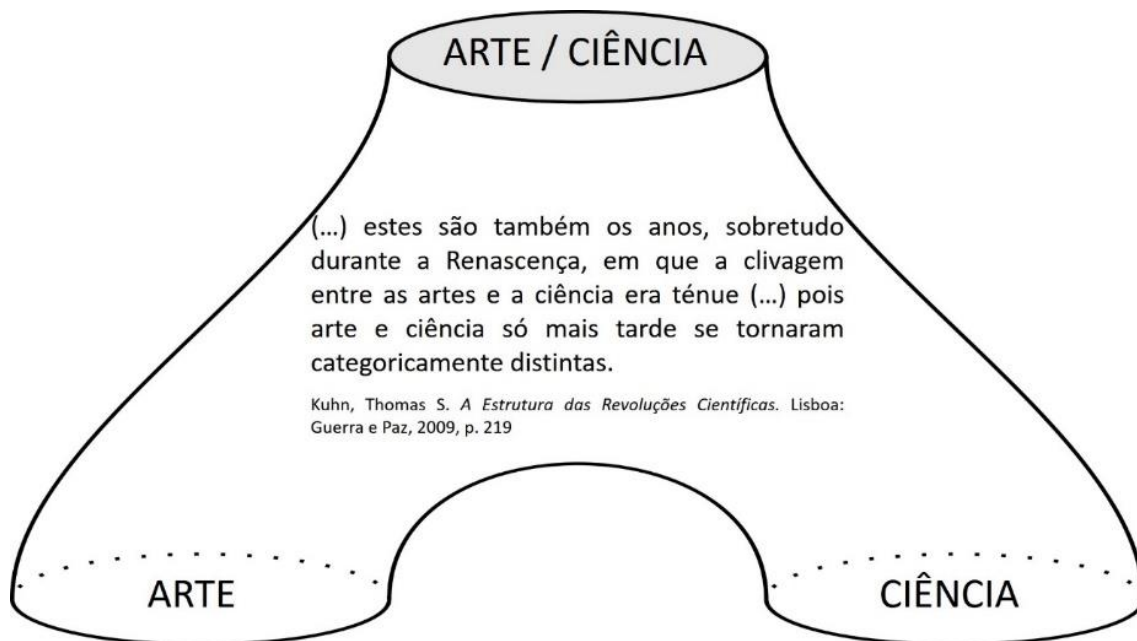 ARTE / CIÊNCIA
(...) estes são também os anos, sobretudo
durante a Renascença, em que a clivagem
entre as artes e a ciência era ténue (...) pois
arte e ciência só mais tarde se tornaram
categoricamente distintas.
Kuhn, Thomas S. A Estrutura das Revoluções Científicas. Lisboa:
Guerra e Paz, 2009, p. 219
ARTE
CIÊNCIA